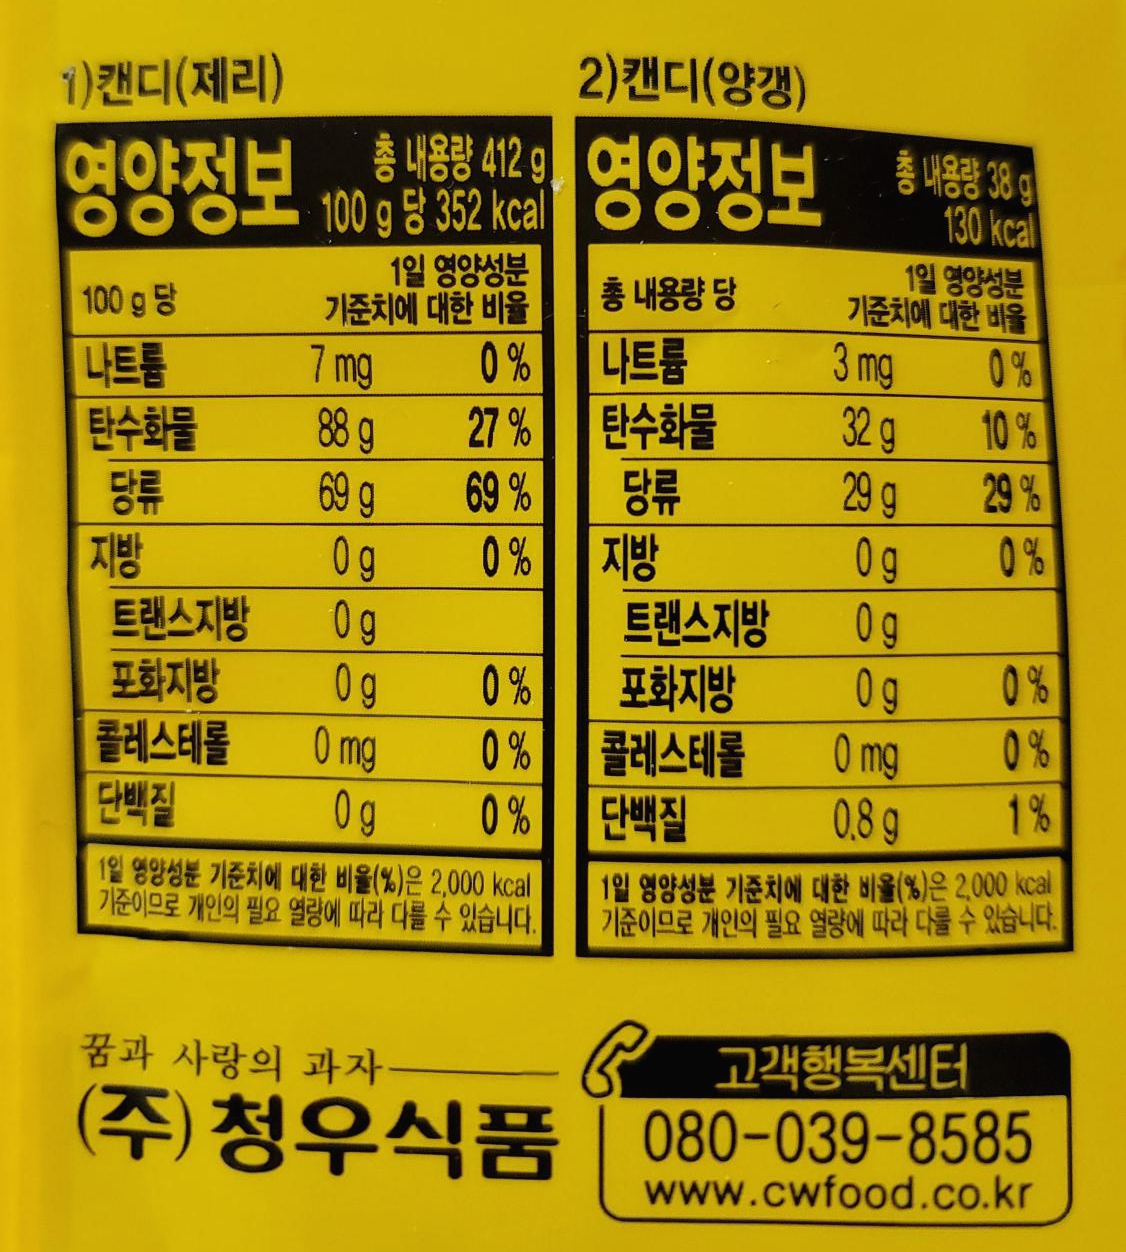 1)캔디(제리)
영양정보 총 내용량 412 g
100 g 당 352 kcal
100 g 당 1일 영양성분
기준치에 대한 비율
나트륨 7 mg 0 %
탄수화물 88 g 27 %
당류 69 g 69 %
지방 0 g 0 %
트랜스지방 0 g
포화지방 0 g 0 %
콜레스테롤 0 mg 0 %
단백질 0 g 0 %
1일 영양성분 기준치에 대한 비율(%)은 2,000 kcal
기준이므로 개인의 필요 열량에 따라 다를 수 있습니다.
2)캔디(양갱)
영양정보 총 내용량 38 g
130 kcal
총 내용량 당 1일 영양성분
기준치에 대한 비율
나트륨 3 mg 0 %
탄수화물 32 g 10 %
당류 29 g 29 %
지방 0 g 0 %
트랜스지방 0 g
포화지방 0 g 0 %
콜레스테롤 0 mg 0 %
단백질 0.8 g 1 %
1일 영양성분 기준치에 대한 비율(%)은 2,000 kcal
기준이므로 개인의 필요 열량에 따라 다를 수 있습니다.
꿈과 사랑의 과자
(주)청우식품
고객행복센터
080-039-8585
www.cwfood.co.kr